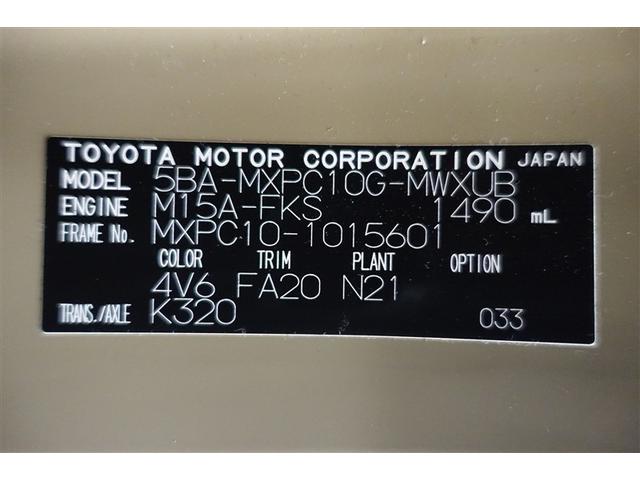 TOYOTA MOTOR CORPORATION JAPAN
MODEL 5BA-MXPC10G-MWXUB
ENGINE M15A-FKS 1490 mL
FRAME No. MXPC10-1015601
COLOR TRIM PLANT OPTION
4V6 FA20 N21
TRANS./AXLE K320 033